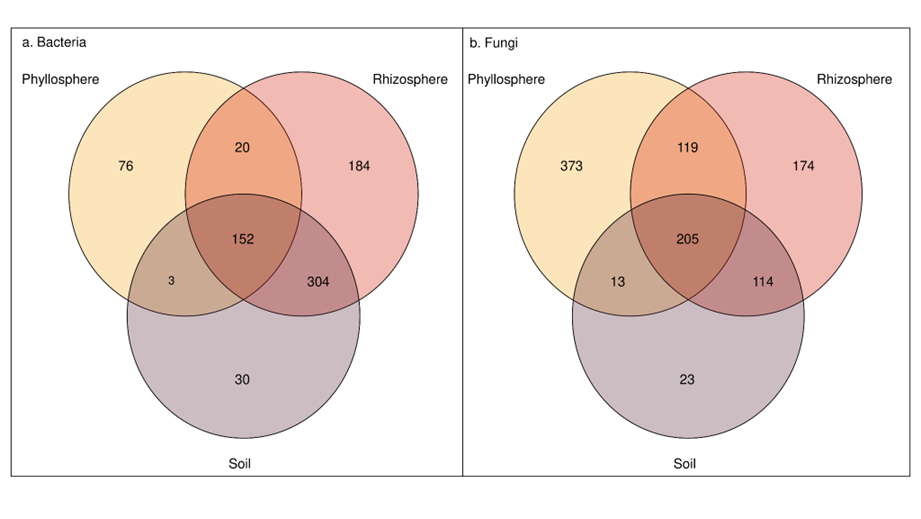 a. Bacteria
Phyllosphere
Rhizosphere
76
20
184
152
3
304
30
Soil
b. Fungi
Phyllosphere
Rhizosphere
373
119
174
205
13
114
23
Soil